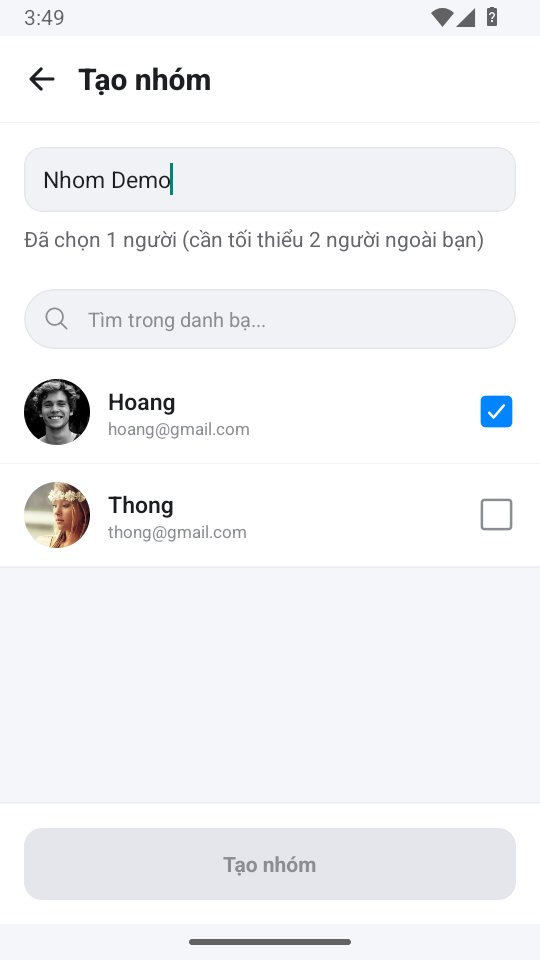 3:49
Tạo nhóm
Nhom Demo
Đã chọn 1 người (cần tối thiểu 2 người ngoài bạn)
Tìm trong danh bạ...
Hoang
hoang@gmail.com
Thong
thong@gmail.com
Tạo nhóm